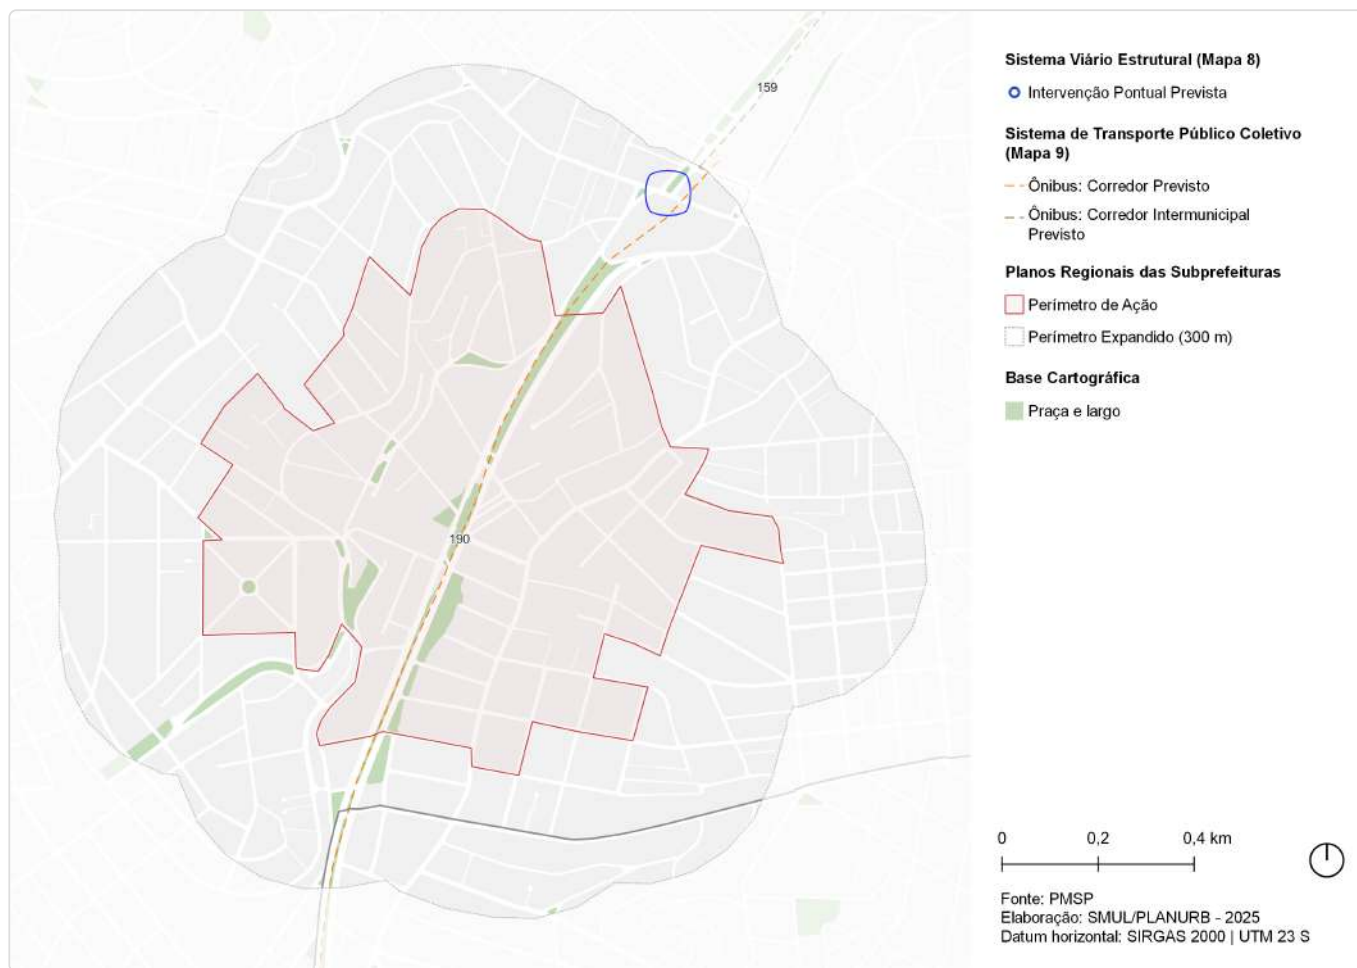 159
190
Sistema Viário Estrutural (Mapa 8)
Intervenção Pontual Prevista
Sistema de Transporte Público Coletivo
(Mapa 9)
Ônibus: Corredor Previsto
Ônibus: Corredor Intermunicipal
Previsto
Planos Regionais das Subprefeituras
Perímetro de Ação
Perímetro Expandido (300 m)
Base Cartográfica
Praça e largo
0 0,2 0,4 km
Fonte: PMSP
Elaboração: SMUL/PLANURB - 2025
Datum horizontal: SIRGAS 2000 | UTM 23 S